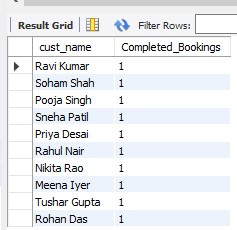 Result Grid Filter Rows:
cust_name Completed_Bookings
Ravi Kumar 1
Soham Shah 1
Pooja Singh 1
Sneha Patil 1
Priya Desai 1
Rahul Nair 1
Nikita Rao 1
Meena Iyer 1
Tushar Gupta 1
Rohan Das 1